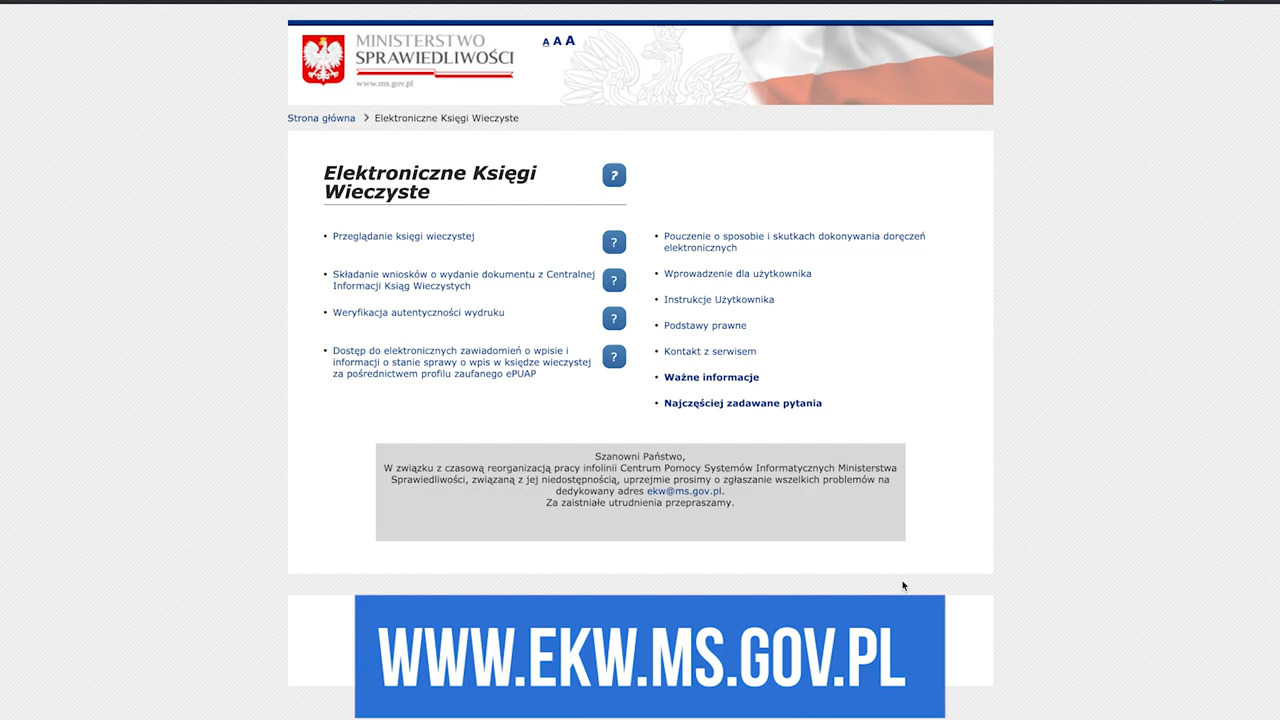 MINISTERSTWO
SPRAWIEDLIWOŚCI
www.ms.gov.pl
A A A
Strona główna > Elektroniczne Księgi Wieczyste
Elektroniczne Księgi
Wieczyste
?
• Przeglądanie księgi wieczystej
?
• Składanie wniosków o wydanie dokumentu z Centralnej
Informacji Ksiąg Wieczystych
?
• Weryfikacja autentyczności wydruku
?
• Dostęp do elektronicznych zawiadomień o wpisie i
informacji o stanie sprawy o wpis w księdze wieczystej
za pośrednictwem profilu zaufanego ePUAP
?
• Pouczenie o sposobie i skutkach dokonywania doręczeń
elektronicznych
• Wprowadzenie dla użytkownika
• Instrukcje Użytkownika
• Podstawy prawne
• Kontakt z serwisem
• Ważne informacje
• Najczęściej zadawane pytania
Szanowni Państwo,
W związku z czasową reorganizacją pracy infolinii Centrum Pomocy Systemów Informatycznych Ministerstwa
Sprawiedliwości, związaną z jej niedostępnością, uprzejmie prosimy o zgłaszanie wszelkich problemów na
dedykowany adres ekw@ms.gov.pl.
Za zaistniałe utrudnienia przepraszamy.
WWW.EKW.MS.GOV.PL